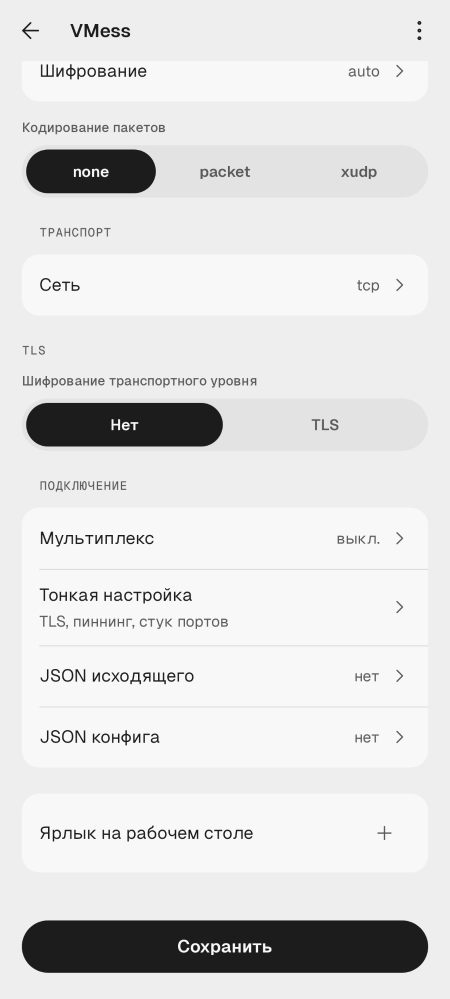 VMess
Шифрование auto
Кодирование пакетов
none packet xudp
ТРАНСПОРТ
Сеть tcp
TLS
Шифрование транспортного уровня
Нет TLS
ПОДКЛЮЧЕНИЕ
Мультиплекс выкл.
Тонкая настройка
TLS, пиннинг, стук портов
JSON исходящего нет
JSON конфига нет
Ярлык на рабочем столе
Сохранить